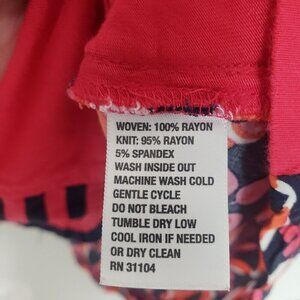 WOVEN: 100% RAYON
KNIT: 95% RAYON
5% SPANDEX
WASH INSIDE OUT
MACHINE WASH COLD
GENTLE CYCLE
DO NOT BLEACH
TUMBLE DRY LOW
COOL IRON IF NEEDED
OR DRY CLEAN
RN 31104